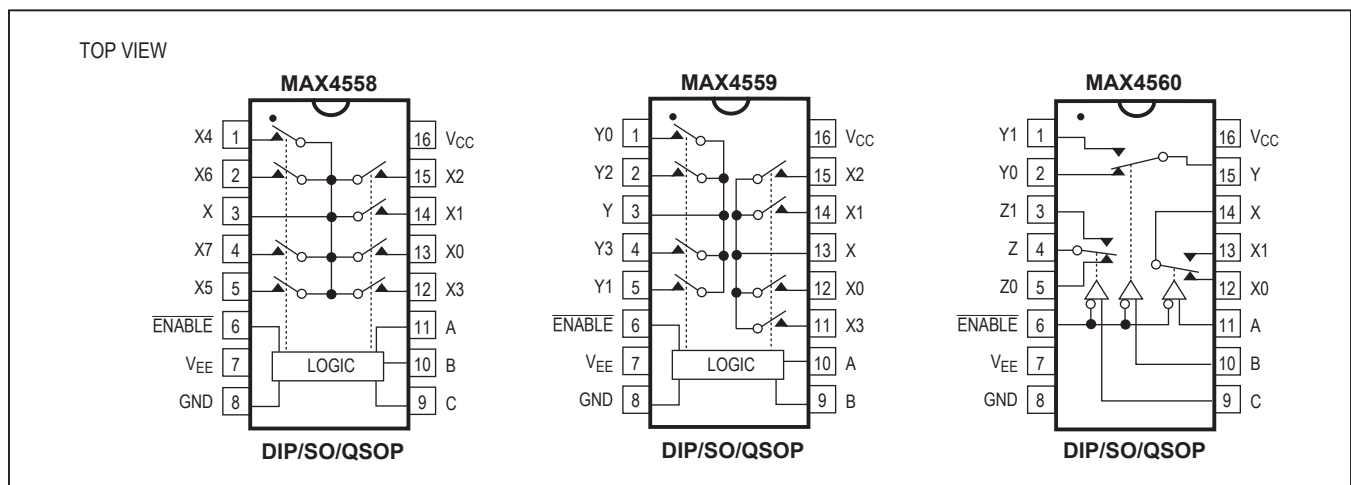 TOP VIEW
MAX4558
X4 1
X6 2
X 3
X7 4
X5 5
ENABLE 6
VEE 7
GND 8
16 VCC
15 X2
14 X1
13 X0
12 X3
11 A
10 B
9 C
LOGIC
DIP/SO/QSOP
MAX4559
Y0 1
Y2 2
Y 3
Y3 4
Y1 5
ENABLE 6
VEE 7
GND 8
16 VCC
15 X2
14 X1
13 X
12 X0
11 X3
10 A
9 B
LOGIC
DIP/SO/QSOP
MAX4560
Y1 1
Y0 2
Z1 3
Z 4
Z0 5
ENABLE 6
VEE 7
GND 8
16 VCC
15 Y
14 X
13 X1
12 X0
11 A
10 B
9 C
DIP/SO/QSOP